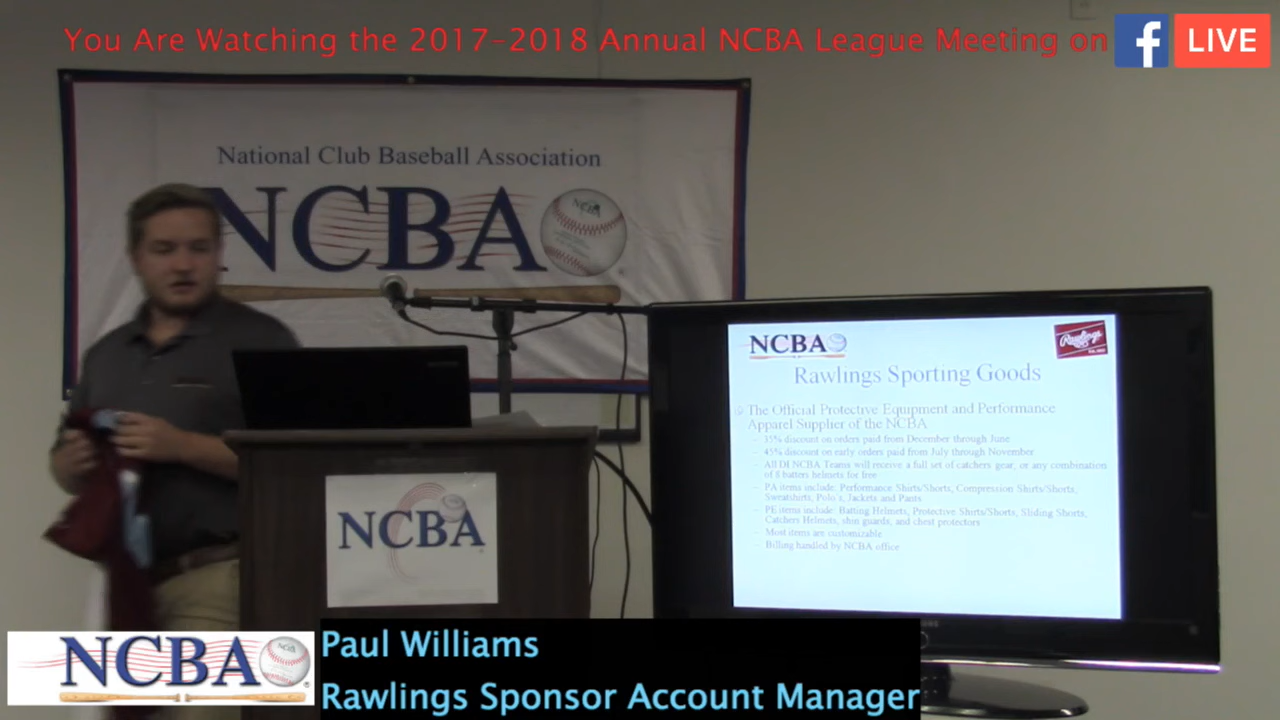 You Are Watching the 2017-2018 Annual NCBA League Meeting on f LIVE
National Club Baseball Association
NCBA
NCBA
Rawlings
Rawlings Sporting Goods
The Official Protective Equipment and Performance
Apparel Supplier of the NCBA
– 35% discount on orders paid from December through June
– 45% discount on early orders paid from July through November
– All DI NCBA Teams will receive a full set of catchers gear, or any combination
of 6 batters helmets for free
– PA items include: Performance Shirts/Shorts, Compression Shirts/Shorts,
Sweatshirts, Polo's, Jackets and Pants
– PE items include: Batting Helmets, Protective Shirts/Shorts, Sliding Shorts,
Catchers Helmets, shin guards, and chest protectors
– Most items are customizable
– Billing handled by NCBA office
NCBA
NCBA
Paul Williams
Rawlings Sponsor Account Manager